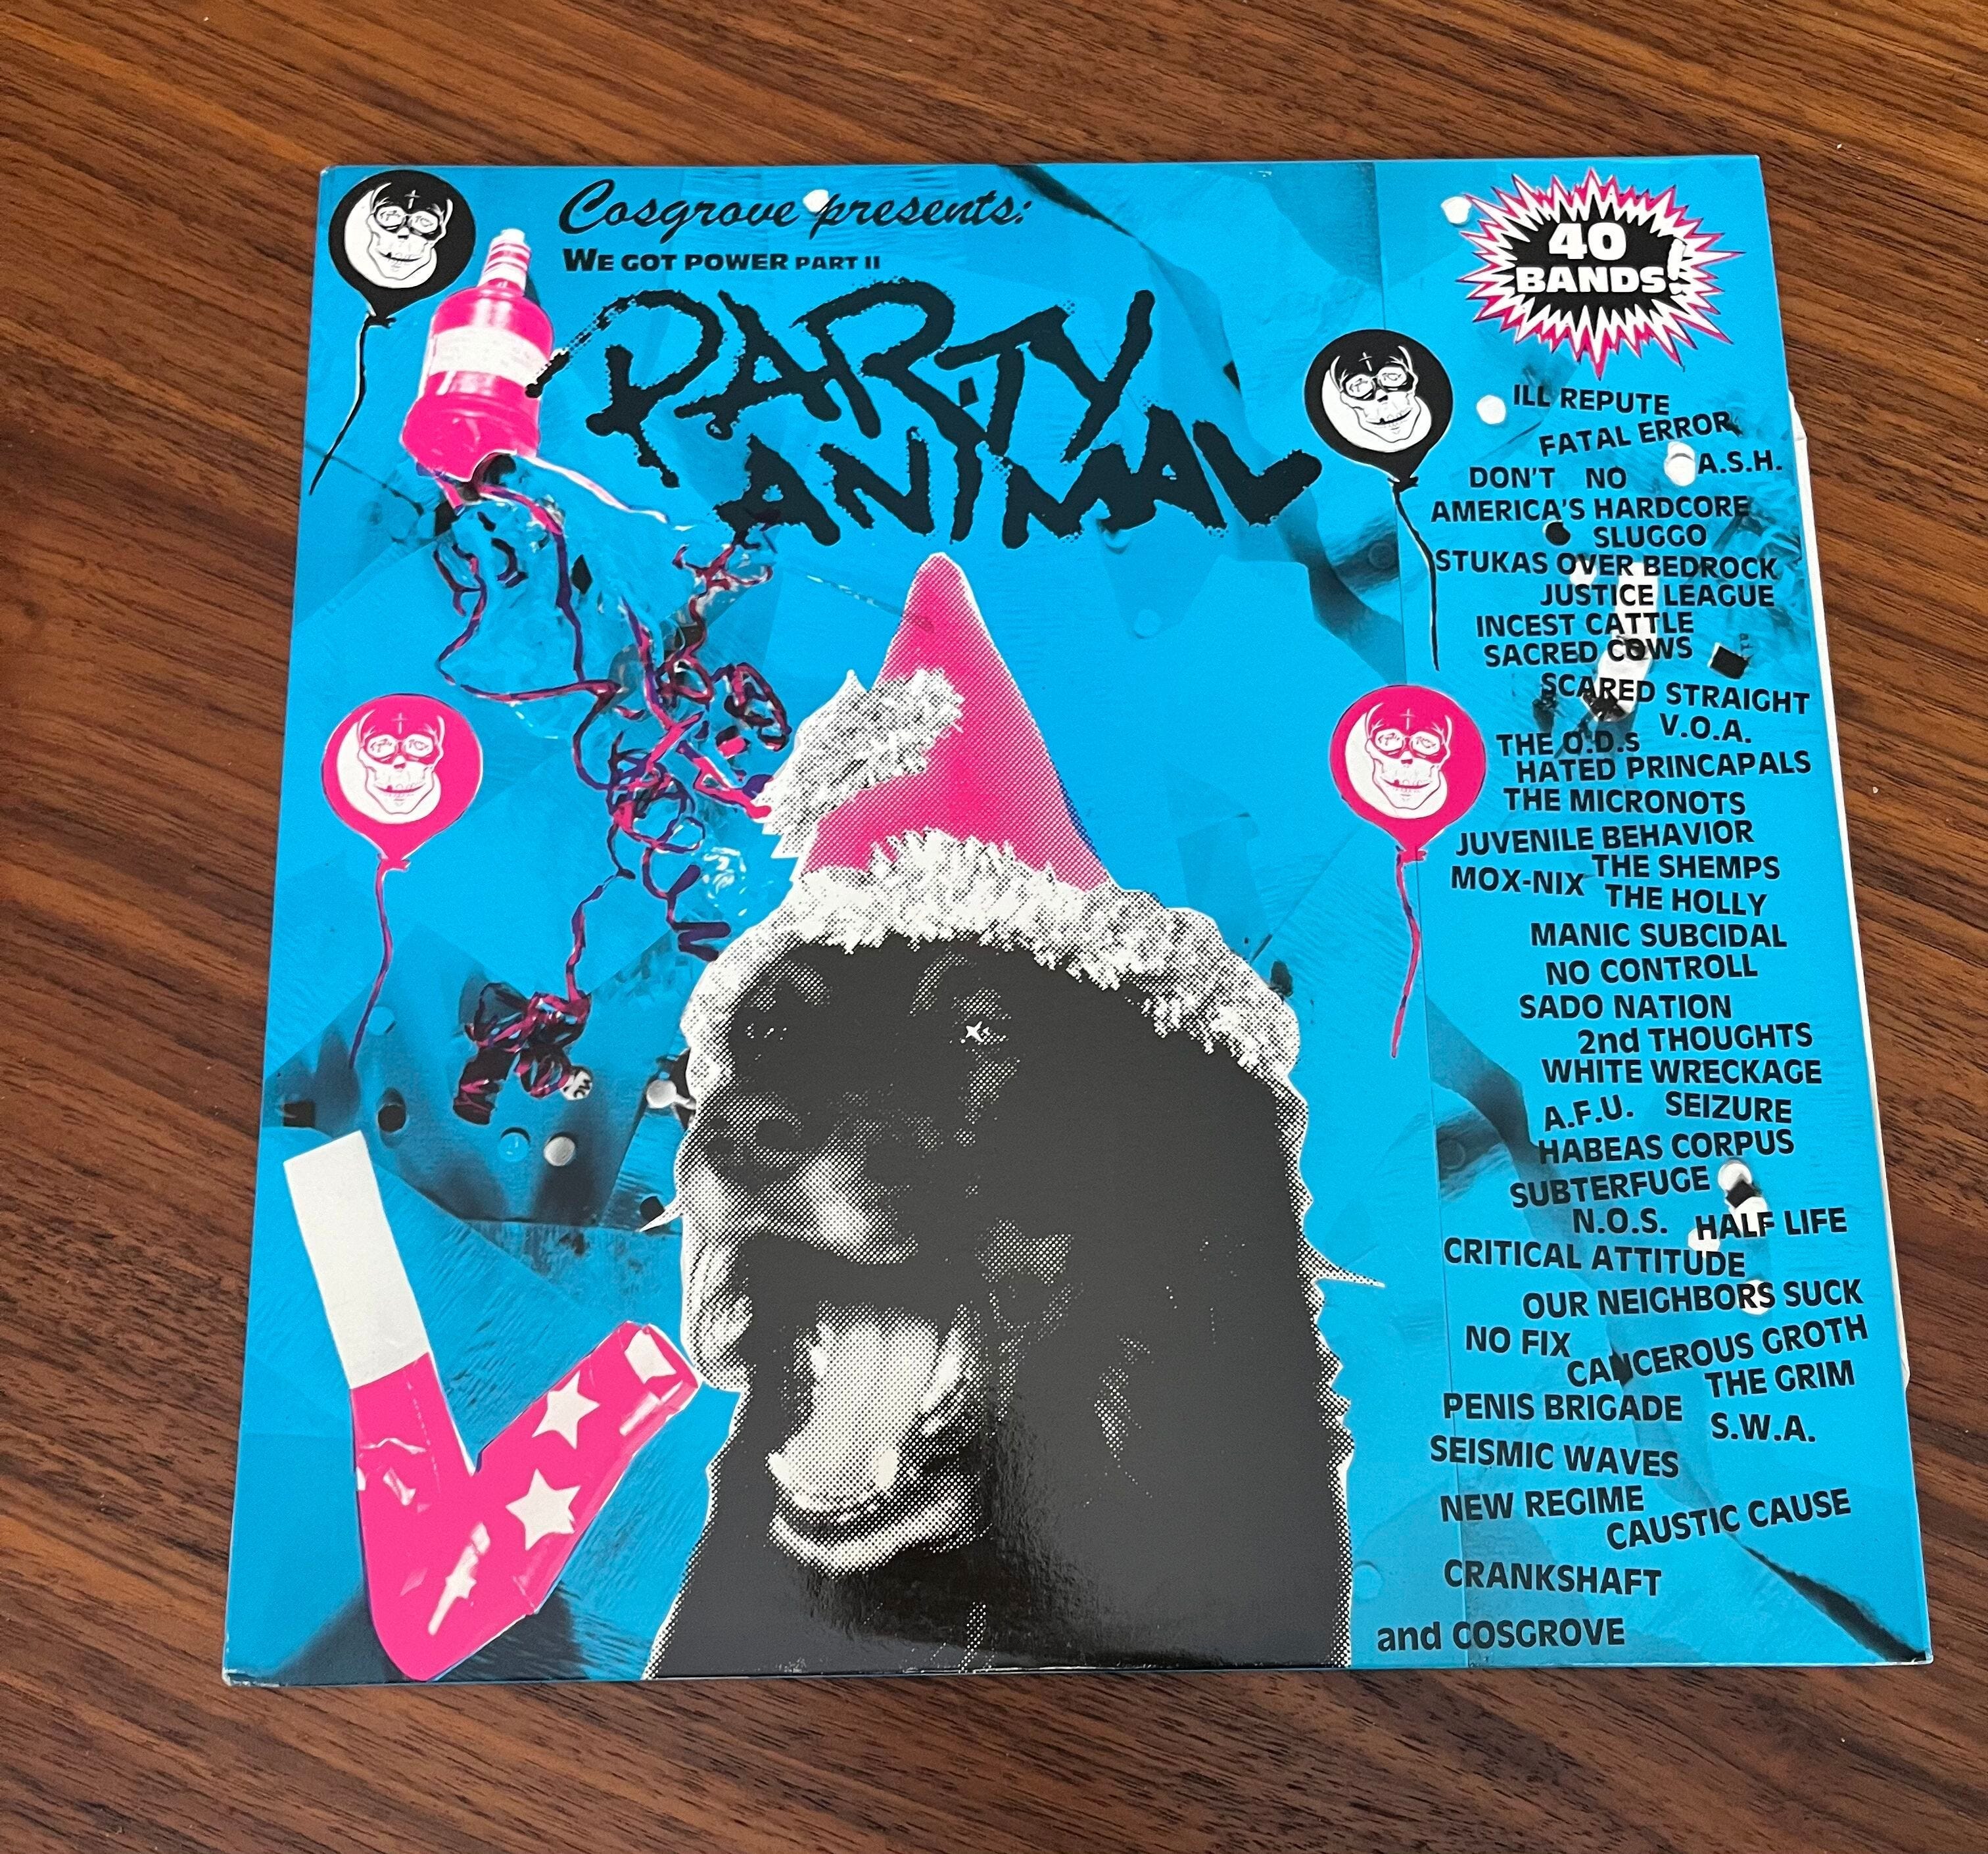 Cosgrove presents:
WE GOT POWER PART II
PARTY
ANIMAL
40
BANDS!
ILL REPUTE
FATAL ERROR
DON'T NO
A.S.H.
AMERICA'S HARDCORE
SLUGGO
STUKAS OVER BEDROCK
JUSTICE LEAGUE
INCEST CATTLE
SACRED COWS
SCARED STRAIGHT
V.O.A.
THE O.D.s
HATED PRINCAPALS
THE MICRONOTS
JUVENILE BEHAVIOR
THE SHEMPS
MOX-NIX
THE HOLLY
MANIC SUBCIDAL
NO CONTROLL
SADO NATION
2nd THOUGHTS
WHITE WRECKAGE
A.F.U. SEIZURE
HABEAS CORPUS
SUBTERFUGE
N.O.S. HALF LIFE
CRITICAL ATTITUDE
OUR NEIGHBORS SUCK
NO FIX
CANCEROUS GROTH
THE GRIM
PENIS BRIGADE
S.W.A.
SEISMIC WAVES
NEW REGIME
CAUSTIC CAUSE
CRANKSHAFT
and COSGROVE